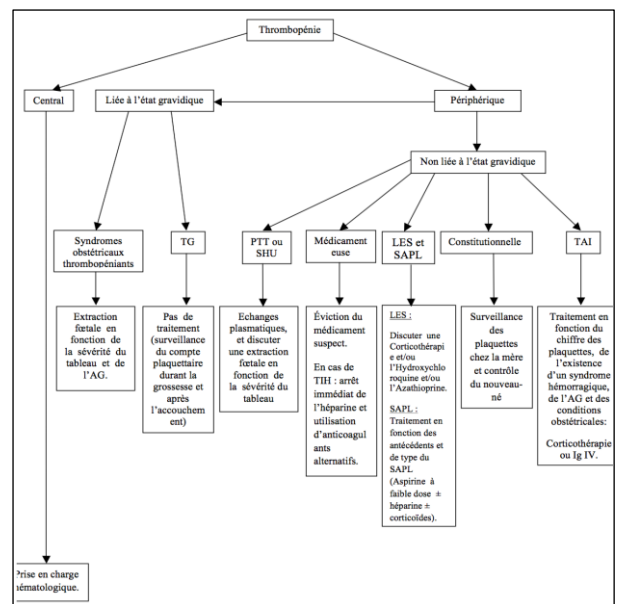 Thrombopénie
Central
Liée à l'état gravidique
Périphérique
Non liée à l'état gravidique
Syndromes
obstétricaux
thrombopéniants
TG
PTT ou
SHU
Médicament
euse
LES et
SAPL
Constitutionnelle
TAI
Extraction
fœtale en
fonction de
la sévérité du
tableau et de
l'AG.
Pas de
traitement
(surveillance
du compte
plaquettaire
durant la
grossesse et
après
l'accouchem
ent)
Echanges
plasmatiques,
et discuter
une extraction
fœtale en
fonction de
la sévérité du
tableau
Éviction du
médicament
suspect.
En cas de
TIH : arrêt
immédiat de
l'héparine et
utilisation
d'anticoagul
ants
alternatifs.
LES :
Discuter une
Corticothérapi
e et/ou
l'Hydroxychlo
roquine et/ou
l'Azathioprine.
SAPL :
Traitement en
fonction des
antécédents et
de type du
SAPL
(Aspirine à
faible dose ±
héparine ±
corticoïdes).
Surveillance
des
plaquettes
chez la mère
et contrôle
du nouveau-
né
Traitement en
fonction du
chiffre des
plaquettes, de
l'existence
d'un syndrome
hémorragique,
de l'AG et des
conditions
obstétricales:
Corticothérapie
ou Ig IV.
Prise en charge
hématologique.